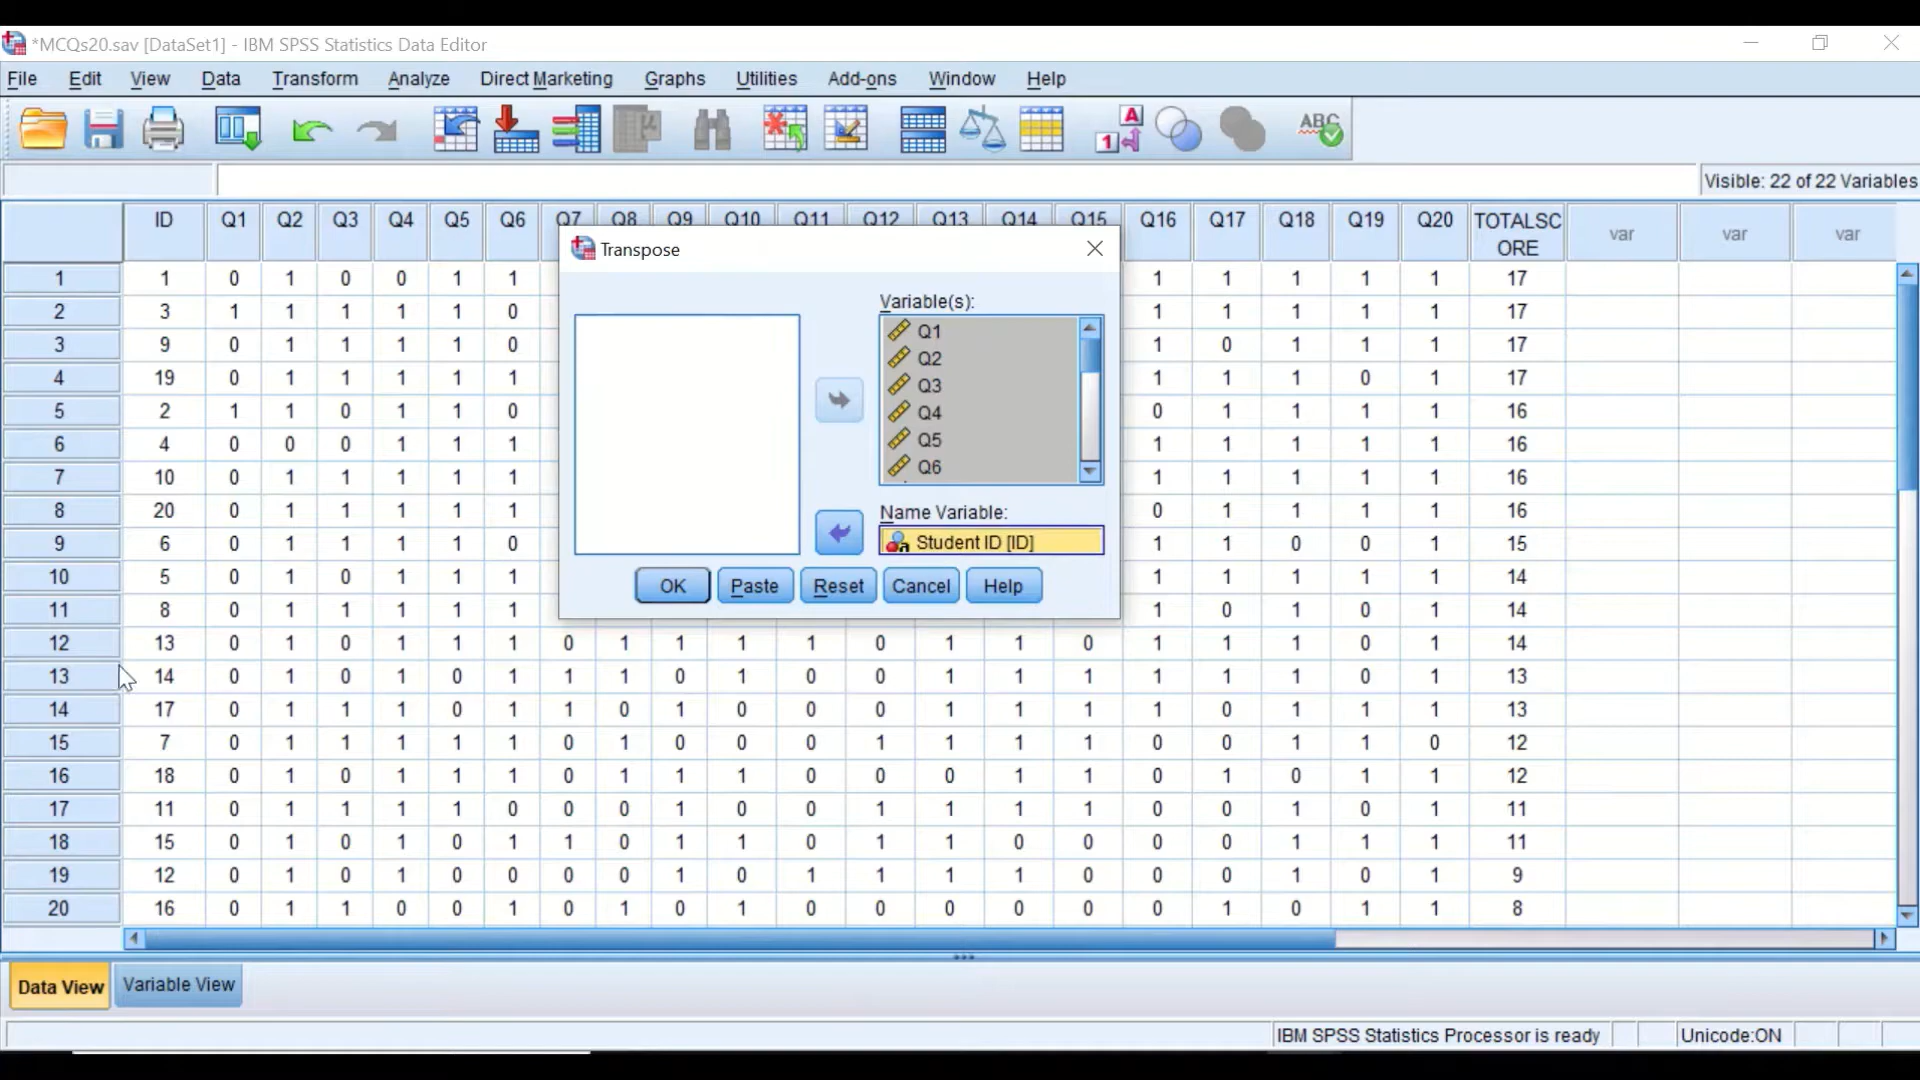 *MCQs20.sav [DataSet1] - IBM SPSS Statistics Data Editor
File Edit View Data Transform Analyze Direct Marketing Graphs Utilities Add-ons Window Help
A
1
ABC
Visible: 22 of 22 Variables
ID Q1 Q2 Q3 Q4 Q5 Q6 Q7 Q8 Q9 Q10 Q11 Q12 Q13 Q14 Q15 Q16 Q17 Q18 Q19 Q20 TOTALSCORE var var var
Transpose
Variable(s):
Q1
Q2
Q3
Q4
Q5
Q6
Name Variable:
Student ID [ID]
OK Paste Reset Cancel Help
1 1 0 1 0 0 1 1 1 1 1 1 1 17
2 3 1 1 1 1 1 0 1 1 1 1 1 17
3 9 0 1 1 1 1 0 1 0 1 1 1 17
4 19 0 1 1 1 1 1 1 1 1 0 1 17
5 2 1 1 0 1 1 0 0 1 1 1 1 16
6 4 0 0 0 1 1 1 1 1 1 1 1 16
7 10 0 1 1 1 1 1 1 1 1 1 1 16
8 20 0 1 1 1 1 1 0 1 1 1 1 16
9 6 0 1 1 1 1 0 1 1 0 0 1 15
10 5 0 1 0 1 1 1 1 1 1 1 1 14
11 8 0 1 1 1 1 1 1 0 1 0 1 14
12 13 0 1 0 1 1 1 0 1 1 1 1 0 1 1 0 1 1 1 0 1 14
13 14 0 1 0 1 0 1 1 1 0 1 0 0 1 1 1 1 1 1 0 1 13
14 17 0 1 1 1 0 1 1 0 1 0 0 0 1 1 1 1 0 1 1 1 13
15 7 0 1 1 1 1 1 0 1 0 0 0 1 1 1 1 0 0 1 1 0 12
16 18 0 1 0 1 1 1 0 1 1 1 0 0 0 1 1 0 1 0 1 1 12
17 11 0 1 1 1 1 0 0 0 1 0 1 1 1 1 1 0 0 1 0 1 11
18 15 0 1 0 1 0 1 1 0 1 1 0 1 1 0 0 0 0 1 1 1 11
19 12 0 1 0 1 0 0 0 0 1 0 1 1 1 1 0 0 0 1 0 1 9
20 16 0 1 1 0 0 1 0 1 0 1 0 0 0 0 0 0 1 0 1 1 8
Data View Variable View
IBM SPSS Statistics Processor is ready Unicode:ON